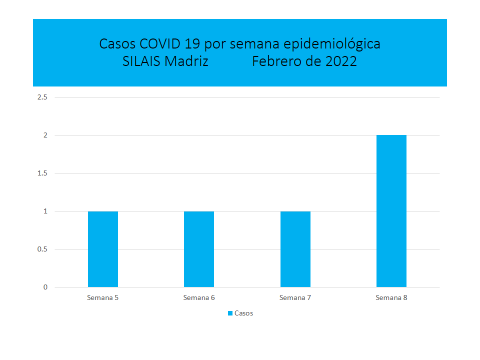 Casos COVID 19 por semana epidemiológica
SILAIS Madriz Febrero de 2022
2.5
2
1.5
1
0.5
0
Semana 5 Semana 6 Semana 7 Semana 8
Casos